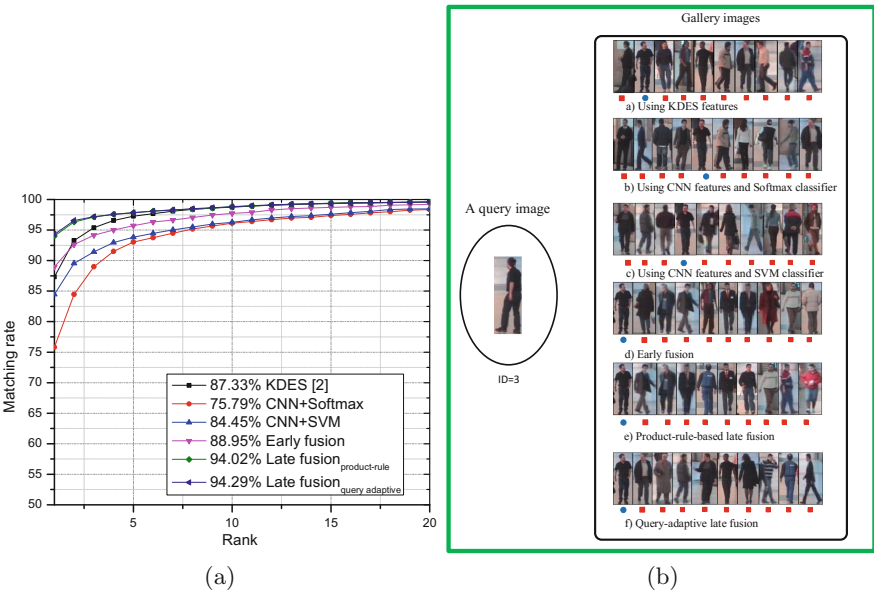 100
95
90
85
80
75
70
65
60
55
50
Matching rate
5
10
15
20
Rank
87.33% KDES [2]
75.79% CNN+Softmax
84.45% CNN+SVM
88.95% Early fusion
94.02% Late fusion product-rule
94.29% Late fusion query adaptive
(a)
Gallery images
a) Using KDES features
b) Using CNN features and Softmax classifier
A query image
c) Using CNN features and SVM classifier
d) Early fusion
ID=3
e) Product-rule-based late fusion
f) Query-adaptive late fusion
(b)